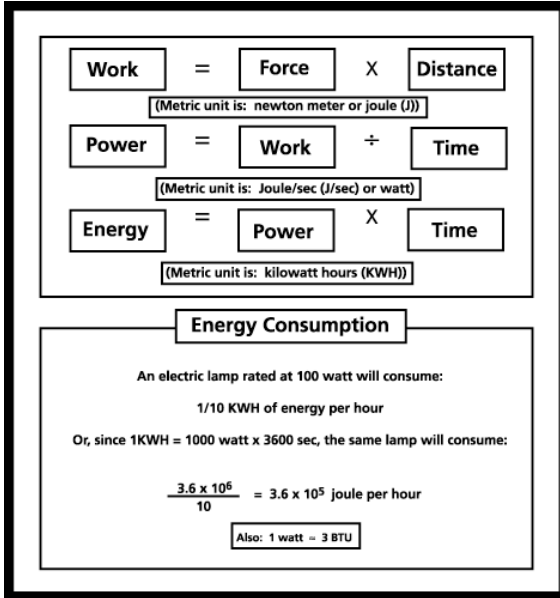 Work = Force X Distance
(Metric unit is: newton meter or joule (J))
Power = Work ÷ Time
(Metric unit is: Joule/sec (J/sec) or watt)
Energy = Power X Time
(Metric unit is: kilowatt hours (KWH))
Energy Consumption
An electric lamp rated at 100 watt will consume:
1/10 KWH of energy per hour
Or, since 1KWH = 1000 watt x 3600 sec, the same lamp will consume:
3.6 x 10⁶
10
= 3.6 x 10⁵ joule per hour
Also: 1 watt = 3 BTU